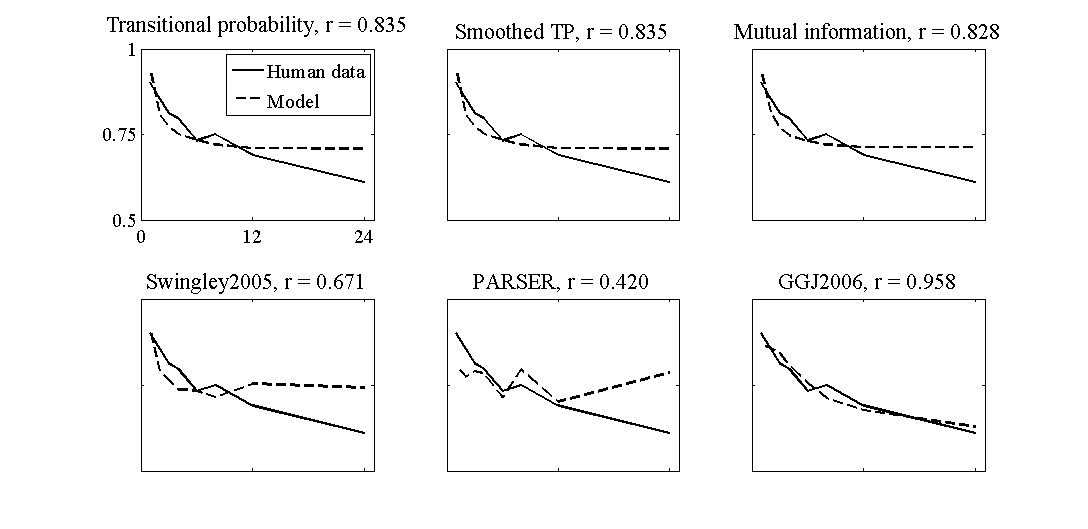 Transitional probability, r = 0.835
Smoothed TP, r = 0.835
Mutual information, r = 0.828
1
0.75
0.5
0
12
24
Human data
Model
Swingley2005, r = 0.671
PARSER, r = 0.420
GGJ2006, r = 0.958